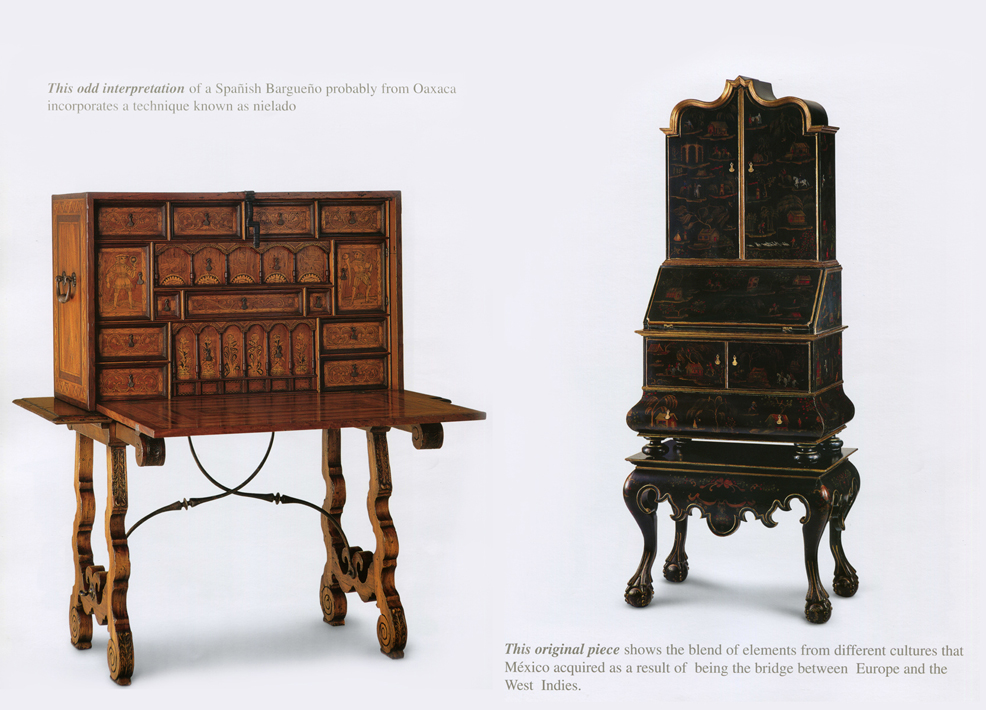 This odd interpretation of a Spañish Bargueño probably from Oaxaca
incorporates a technique known as nielado
This original piece shows the blend of elements from different cultures that
México acquired as a result of being the bridge between Europe and the
West Indies.